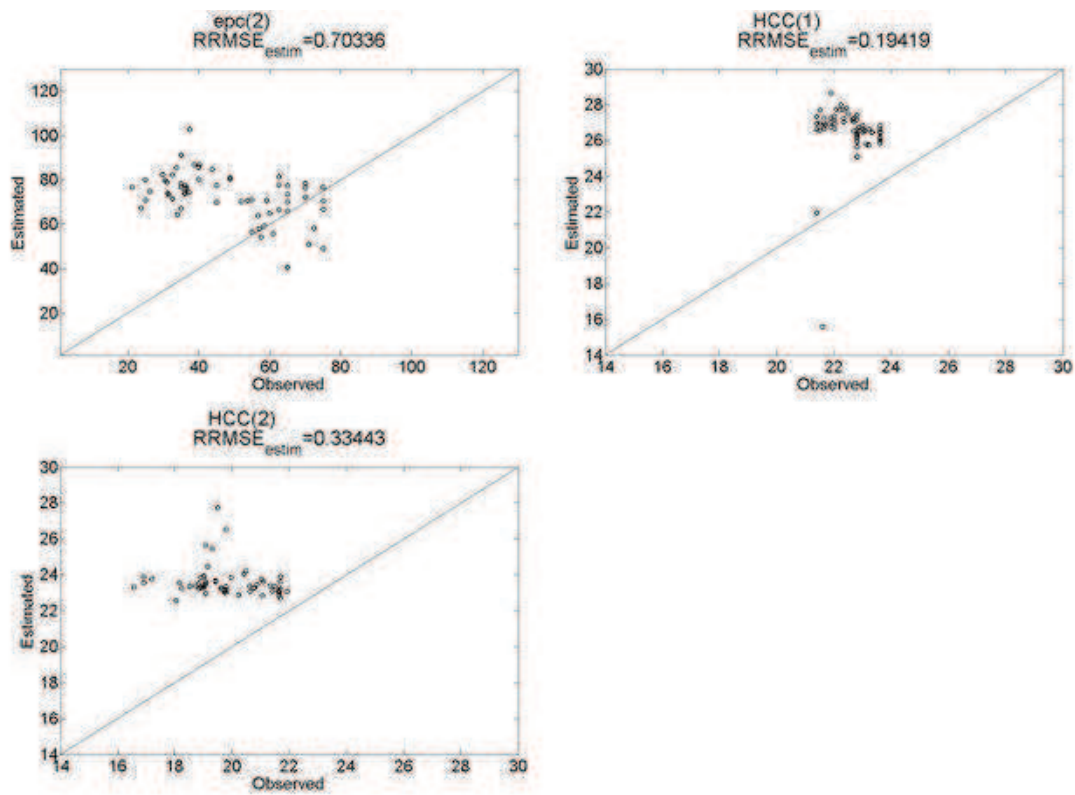 epc(2)
RRMSE_estim=0.70336
120
100
80
60
40
20
Estimated
20 40 60 80 100 120
Observed
HCC(1)
RRMSE_estim=0.19419
30
28
26
24
22
20
18
16
14
Estimated
14 16 18 20 22 24 26 28 30
Observed
HCC(2)
RRMSE_estim=0.33443
30
28
26
24
22
20
18
16
14
Estimated
14 16 18 20 22 24 26 28 30
Observed